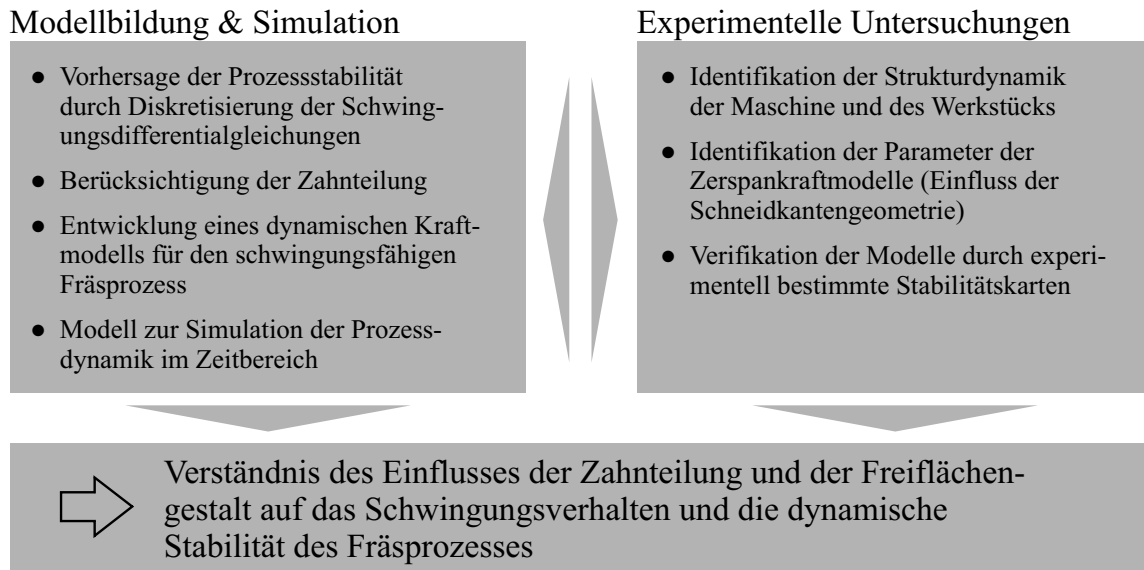 Modellbildung & Simulation
● Vorhersage der Prozessstabilität
durch Diskretisierung der Schwing-
ungsdifferentialgleichungen
● Berücksichtigung der Zahnteilung
● Entwicklung eines dynamischen Kraft-
modells für den schwingungsfähigen
Fräsprozess
● Modell zur Simulation der Prozess-
dynamik im Zeitbereich
Experimentelle Untersuchungen
● Identifikation der Strukturdynamik
der Maschine und des Werkstücks
● Identifikation der Parameter der
Zerspankraftmodelle (Einfluss der
Schneidkantengeometrie)
● Verifikation der Modelle durch experi-
mentell bestimmte Stabilitätskarten
Verständnis des Einflusses der Zahnteilung und der Freiflächen-
gestalt auf das Schwingungsverhalten und die dynamische
Stabilität des Fräsprozesses